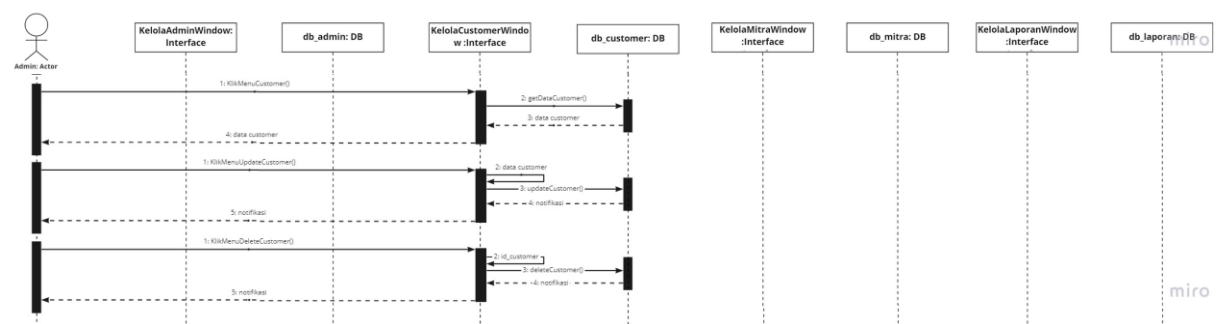 KelolaAdminWindow:
Interface
db_admin: DB
KelolaCustomerWindo
w :Interface
db_customer: DB
KelolaMitraWindow
:Interface
db_mitra: DB
KelolaLaporanWindow
:Interface
db_laporan: DB
miro
Admin: Actor
1: KlikMenuCustomer()
2: getDataCustomer()
3: data customer
4: data customer
1: KlikMenuUpdateCustomer()
2: data customer
3: updateCustomer()
4: notifikasi
5: notifikasi
1: KlikMenuDeleteCustomer()
2: id_customer
3: deleteCustomer()
4: notifikasi
5: notifikasi
miro